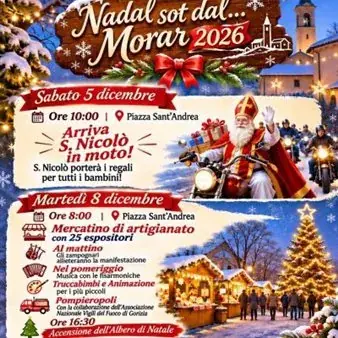 Nadal sot dal...
Morar 2026
Sabato 5 dicembre
Ore 10:00 | Piazza Sant'Andrea
Arriva
S. Nicolò
in moto!
S. Nicolò porterà i regali
per tutti i bambini!
Martedì 8 dicembre
Ore 8:00 | Piazza Sant'Andrea
Mercatino di artigianato
con 25 espositori
Al mattino
Gli zampognari
allieteranno la manifestazione
Nel pomeriggio
Musica con le fisarmoniche
Truccabimbi e Animazione
per i più piccoli
Pompieropoli
Con la collaborazione dell'Associazione
Nazionale Vigili del Fuoco di Gorizia
Ore 16:30
Accensione dell'Albero di Natale